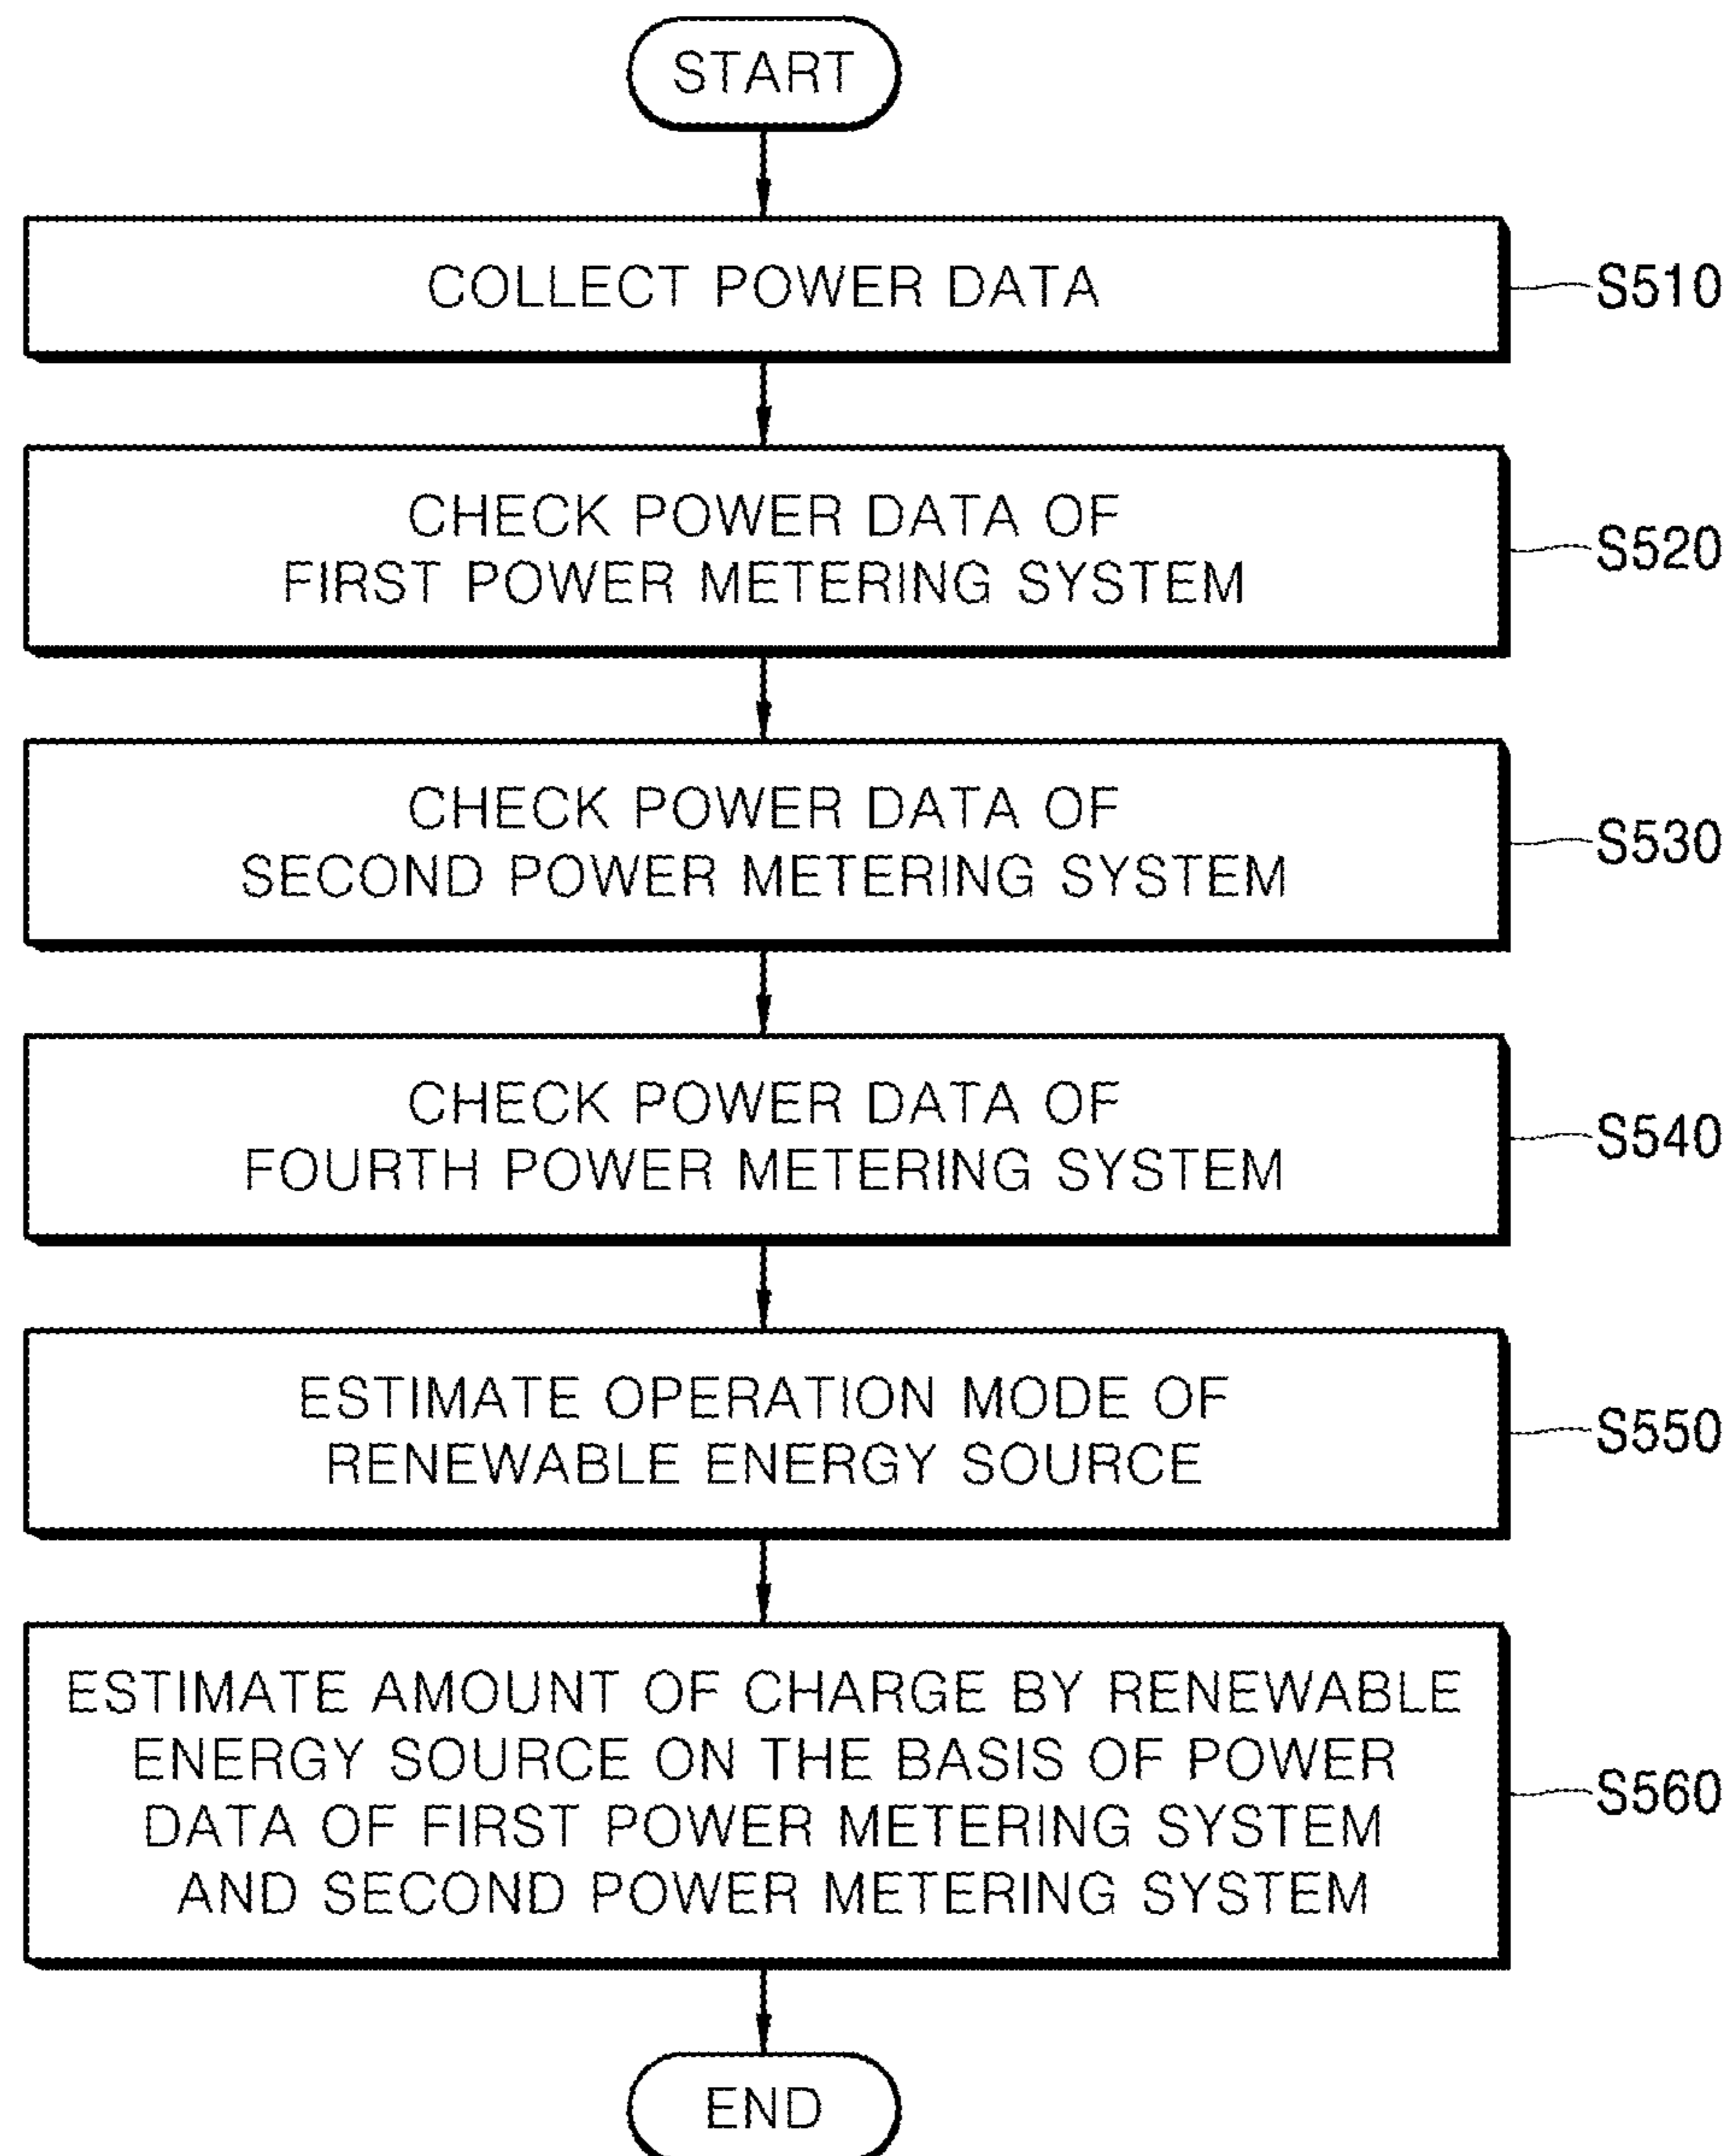 START
COLLECT POWER DATA
S510
CHECK POWER DATA OF
FIRST POWER METERING SYSTEM
S520
CHECK POWER DATA OF
SECOND POWER METERING SYSTEM
S530
CHECK POWER DATA OF
FOURTH POWER METERING SYSTEM
S540
ESTIMATE OPERATION MODE OF
RENEWABLE ENERGY SOURCE
S550
ESTIMATE AMOUNT OF CHARGE BY RENEWABLE
ENERGY SOURCE ON THE BASIS OF POWER
DATA OF FIRST POWER METERING SYSTEM
AND SECOND POWER METERING SYSTEM
S560
END